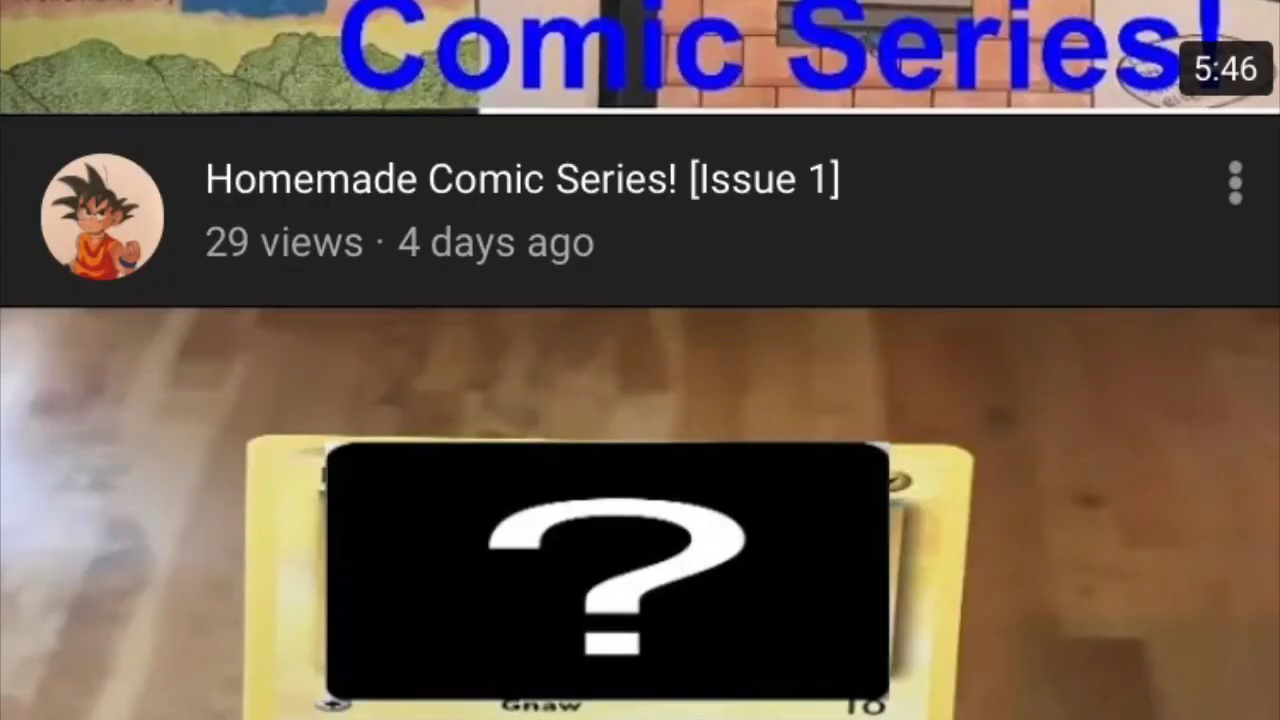 Comic Series!
5:46
Homemade Comic Series! [Issue 1]
29 views · 4 days ago
?
Gnaw 10